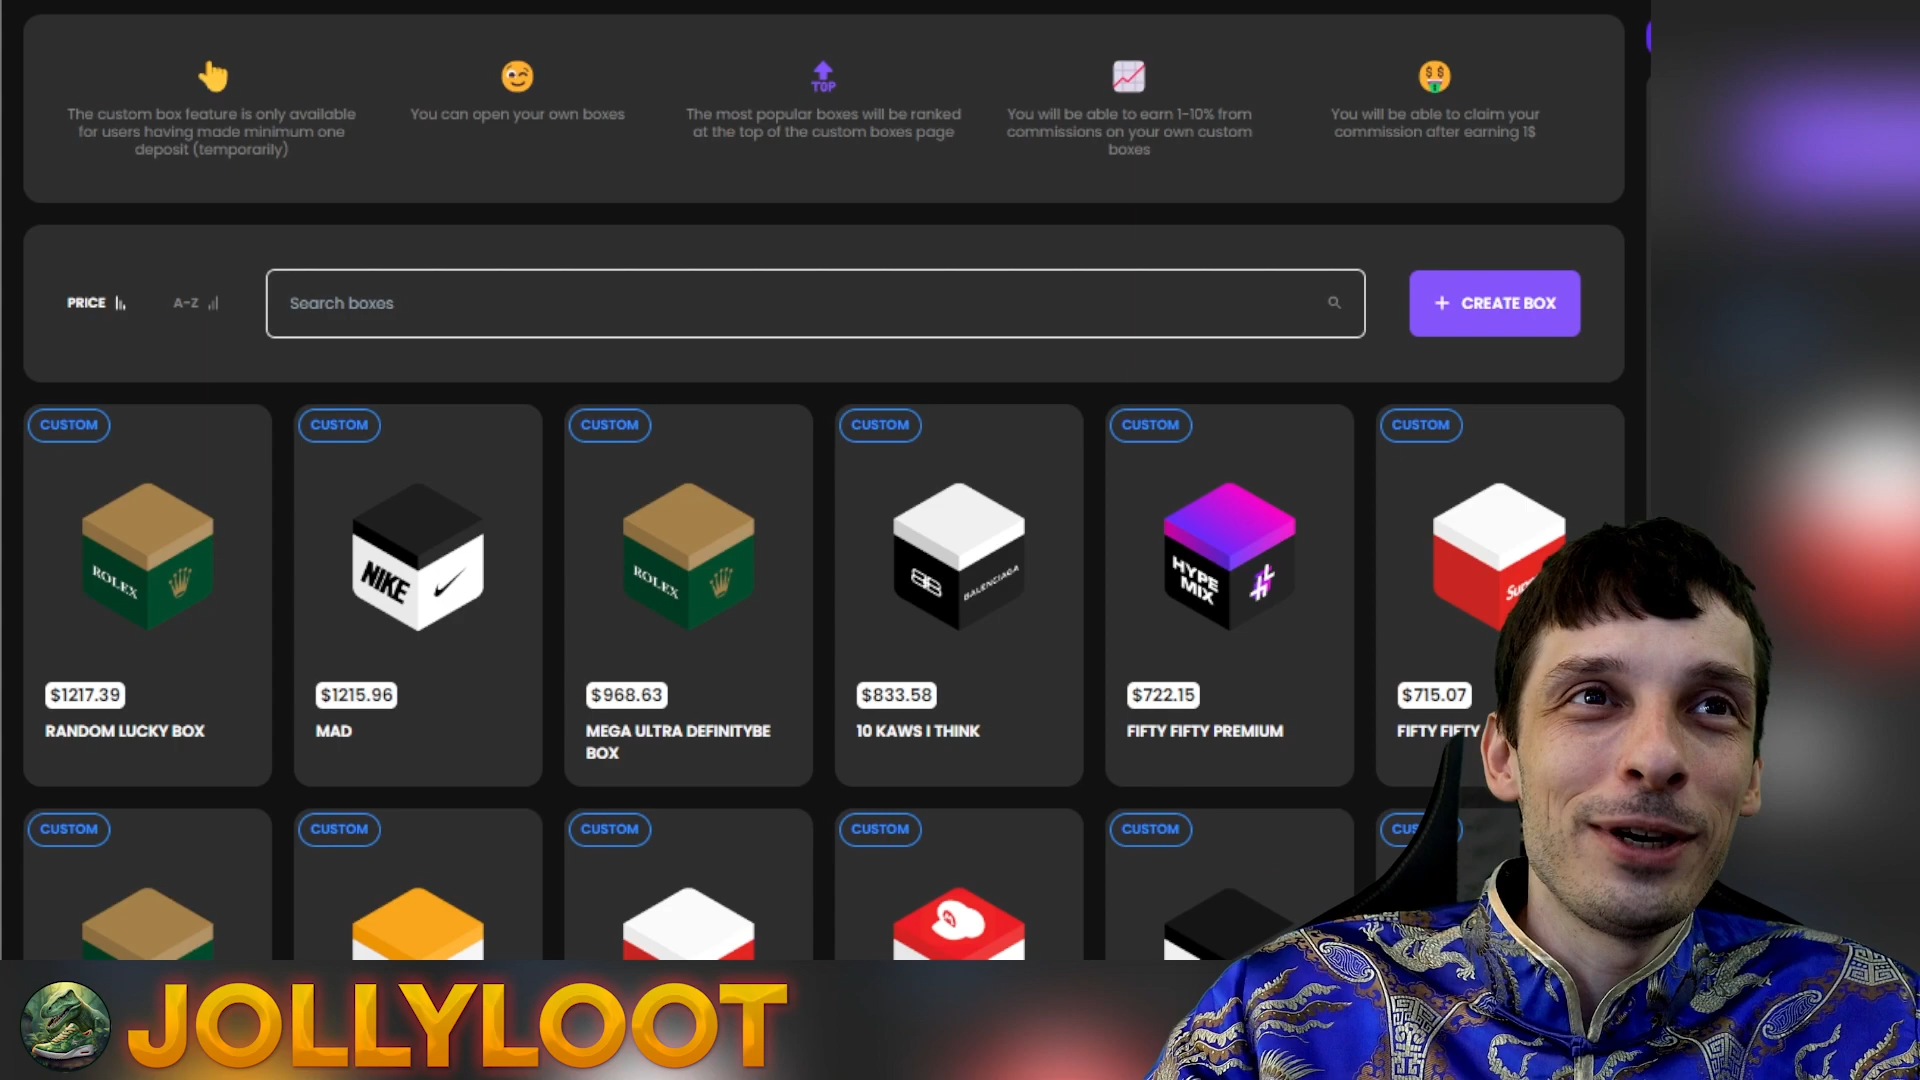 TOP
The custom box feature is only available
for users having made minimum one
deposit (temporarily)
You can open your own boxes
The most popular boxes will be ranked
at the top of the custom boxes page
You will be able to earn 1-10% from
commissions on your own custom
boxes
You will be able to claim your
commission after earning 1$
PRICE
A-Z
Search boxes
+ CREATE BOX
CUSTOM
ROLEX
$1217.39
RANDOM LUCKY BOX
CUSTOM
NIKE
$1215.96
MAD
CUSTOM
ROLEX
$968.63
MEGA ULTRA DEFINITYBE
BOX
CUSTOM
BALENCIAGA
$833.58
10 KAWS I THINK
CUSTOM
HYPE
MIX
$722.15
FIFTY FIFTY PREMIUM
CUSTOM
Sup
$715.07
FIFTY FIFTY
CUSTOM
CUSTOM
CUSTOM
CUSTOM
CUSTOM
CUS
JOLLYLOOT